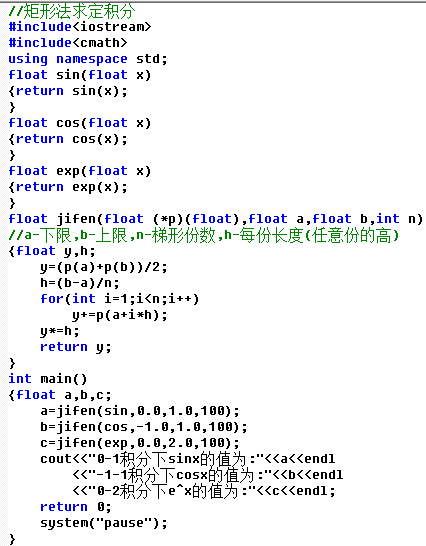 //矩形法求定积分
#include<iostream>
#include<cmath>
using namespace std;
float sin(float x)
{return sin(x);
}
float cos(float x)
{return cos(x);
}
float exp(float x)
{return exp(x);
}
float jifen(float (*p)(float),float a,float b,int n)
//a-下限,b-上限,n-梯形份数,h-每份长度(任意份的高)
{float y,h;
    y=(p(a)+p(b))/2;
    h=(b-a)/n;
    for(int i=1;i<n;i++)
        y+=p(a+i*h);
    y*=h;
    return y;
}
int main()
{float a,b,c;
    a=jifen(sin,0.0,1.0,100);
    b=jifen(cos,-1.0,1.0,100);
    c=jifen(exp,0.0,2.0,100);
    cout<<"0-1积分下sinx的值为:"<<a<<endl
        <<"-1-1积分下cosx的值为:"<<b<<endl
        <<"0-2积分下e^x的值为:"<<c<<endl;
    return 0;
    system("pause");
}